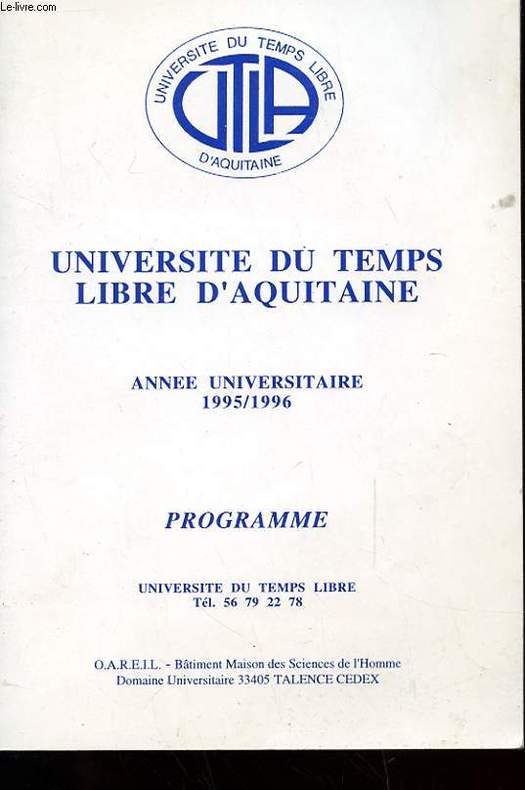 Le-livre.com
UNIVERSITE DU TEMPS LIBRE
UTLA
D'AQUITAINE
UNIVERSITE DU TEMPS
LIBRE D'AQUITAINE
ANNEE UNIVERSITAIRE
1995/1996
PROGRAMME
UNIVERSITE DU TEMPS LIBRE
Tél. 56 79 22 78
O.A.R.E.I.L. - Bâtiment Maison des Sciences de l'Homme
Domaine Universitaire 33405 TALENCE CEDEX